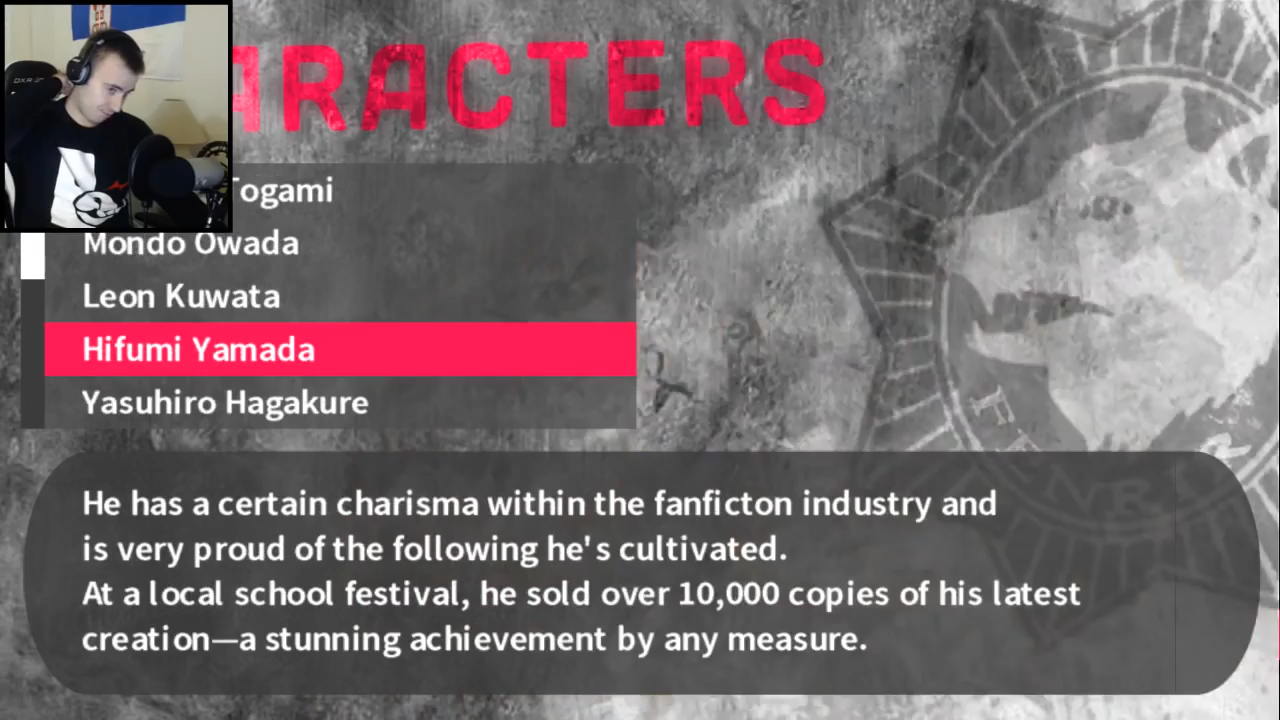 ARACTERS
DXRACER
Togami
Mondo Owada
Leon Kuwata
Hifumi Yamada
Yasuhiro Hagakure
He has a certain charisma within the fanficton industry and
is very proud of the following he's cultivated.
At a local school festival, he sold over 10,000 copies of his latest
creation—a stunning achievement by any measure.